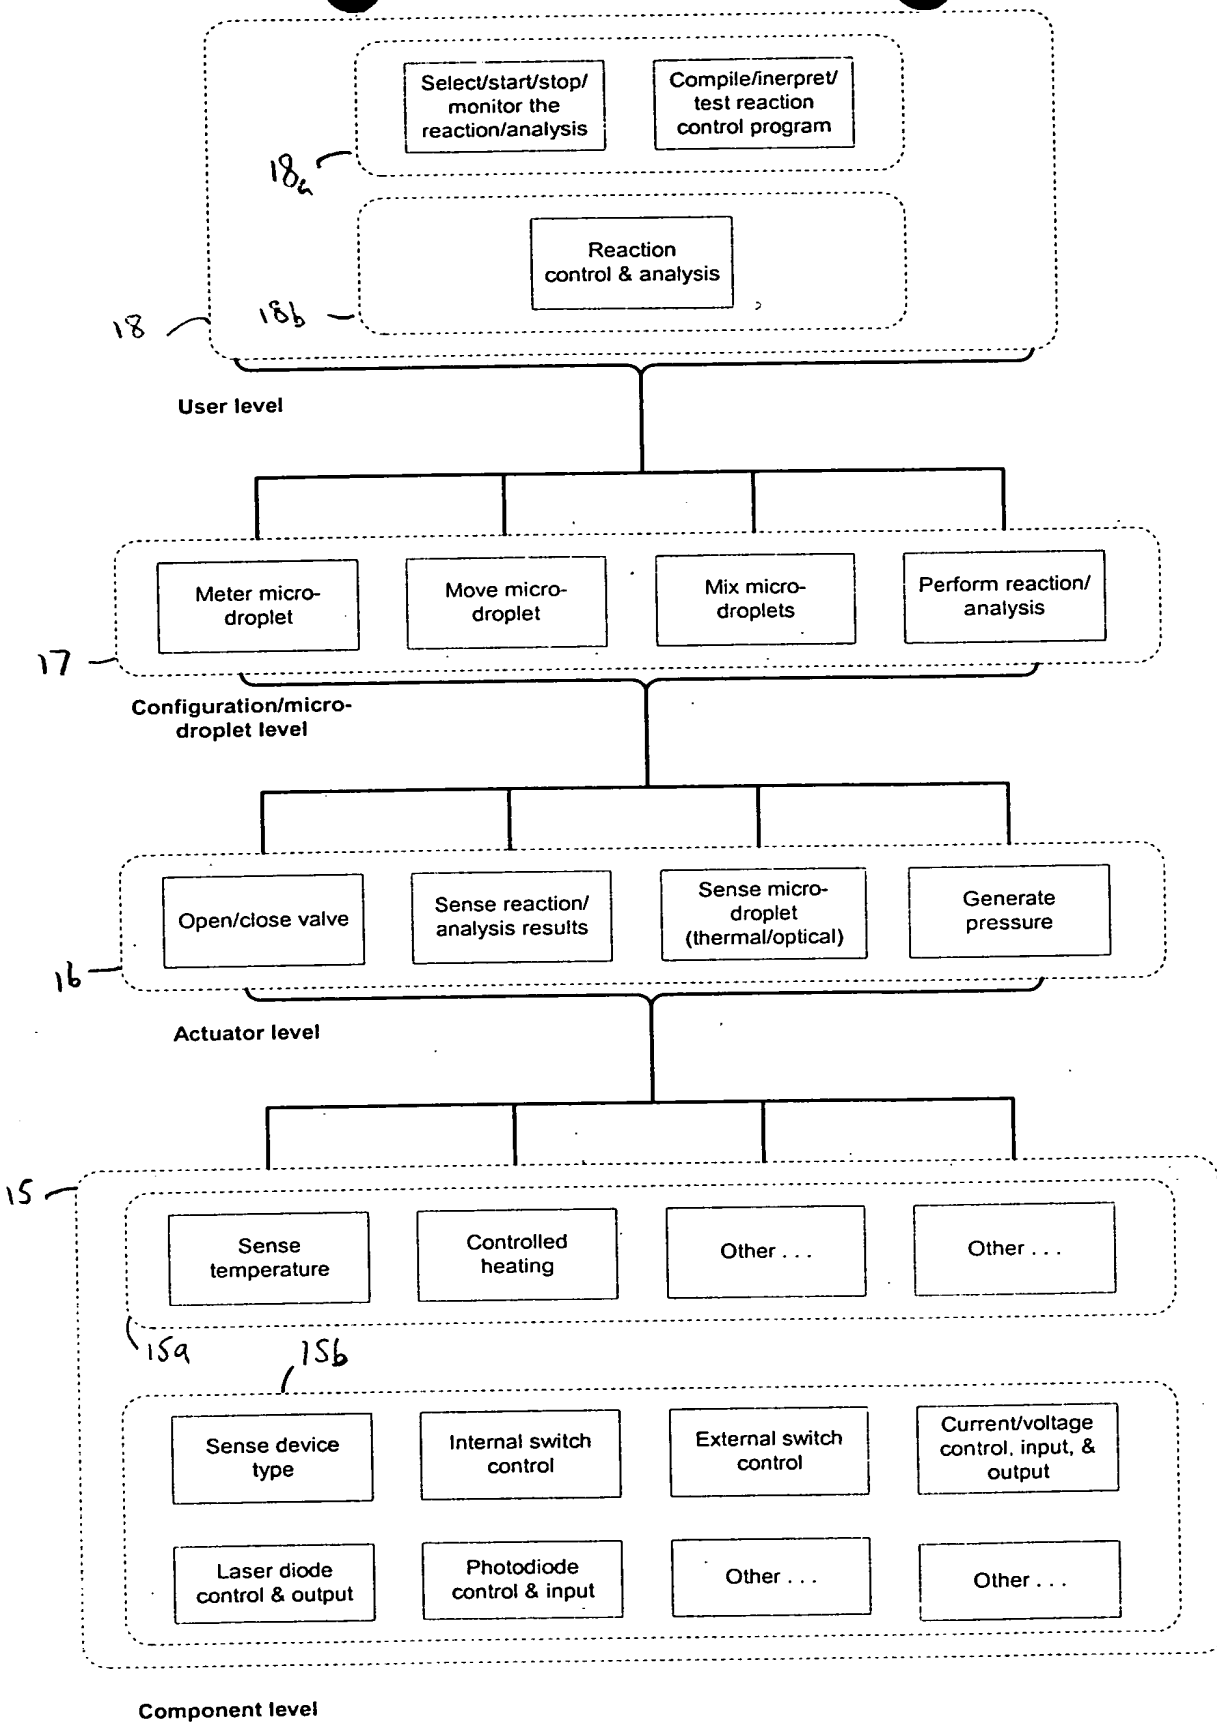 Select/start/stop/
monitor the
reaction/analysis
Compile/inerpret/
test reaction
control program
18a
Reaction
control & analysis
18b
18
User level
Meter micro-
droplet
Move micro-
droplet
Mix micro-
droplets
Perform reaction/
analysis
17
Configuration/micro-
droplet level
Open/close valve
Sense reaction/
analysis results
Sense micro-
droplet
(thermal/optical)
Generate
pressure
16
Actuator level
15
Sense
temperature
Controlled
heating
Other . . .
Other . . .
15a
15b
Sense device
type
Internal switch
control
External switch
control
Current/voltage
control, input, &
output
Laser diode
control & output
Photodiode
control & input
Other . . .
Other . . .
Component level